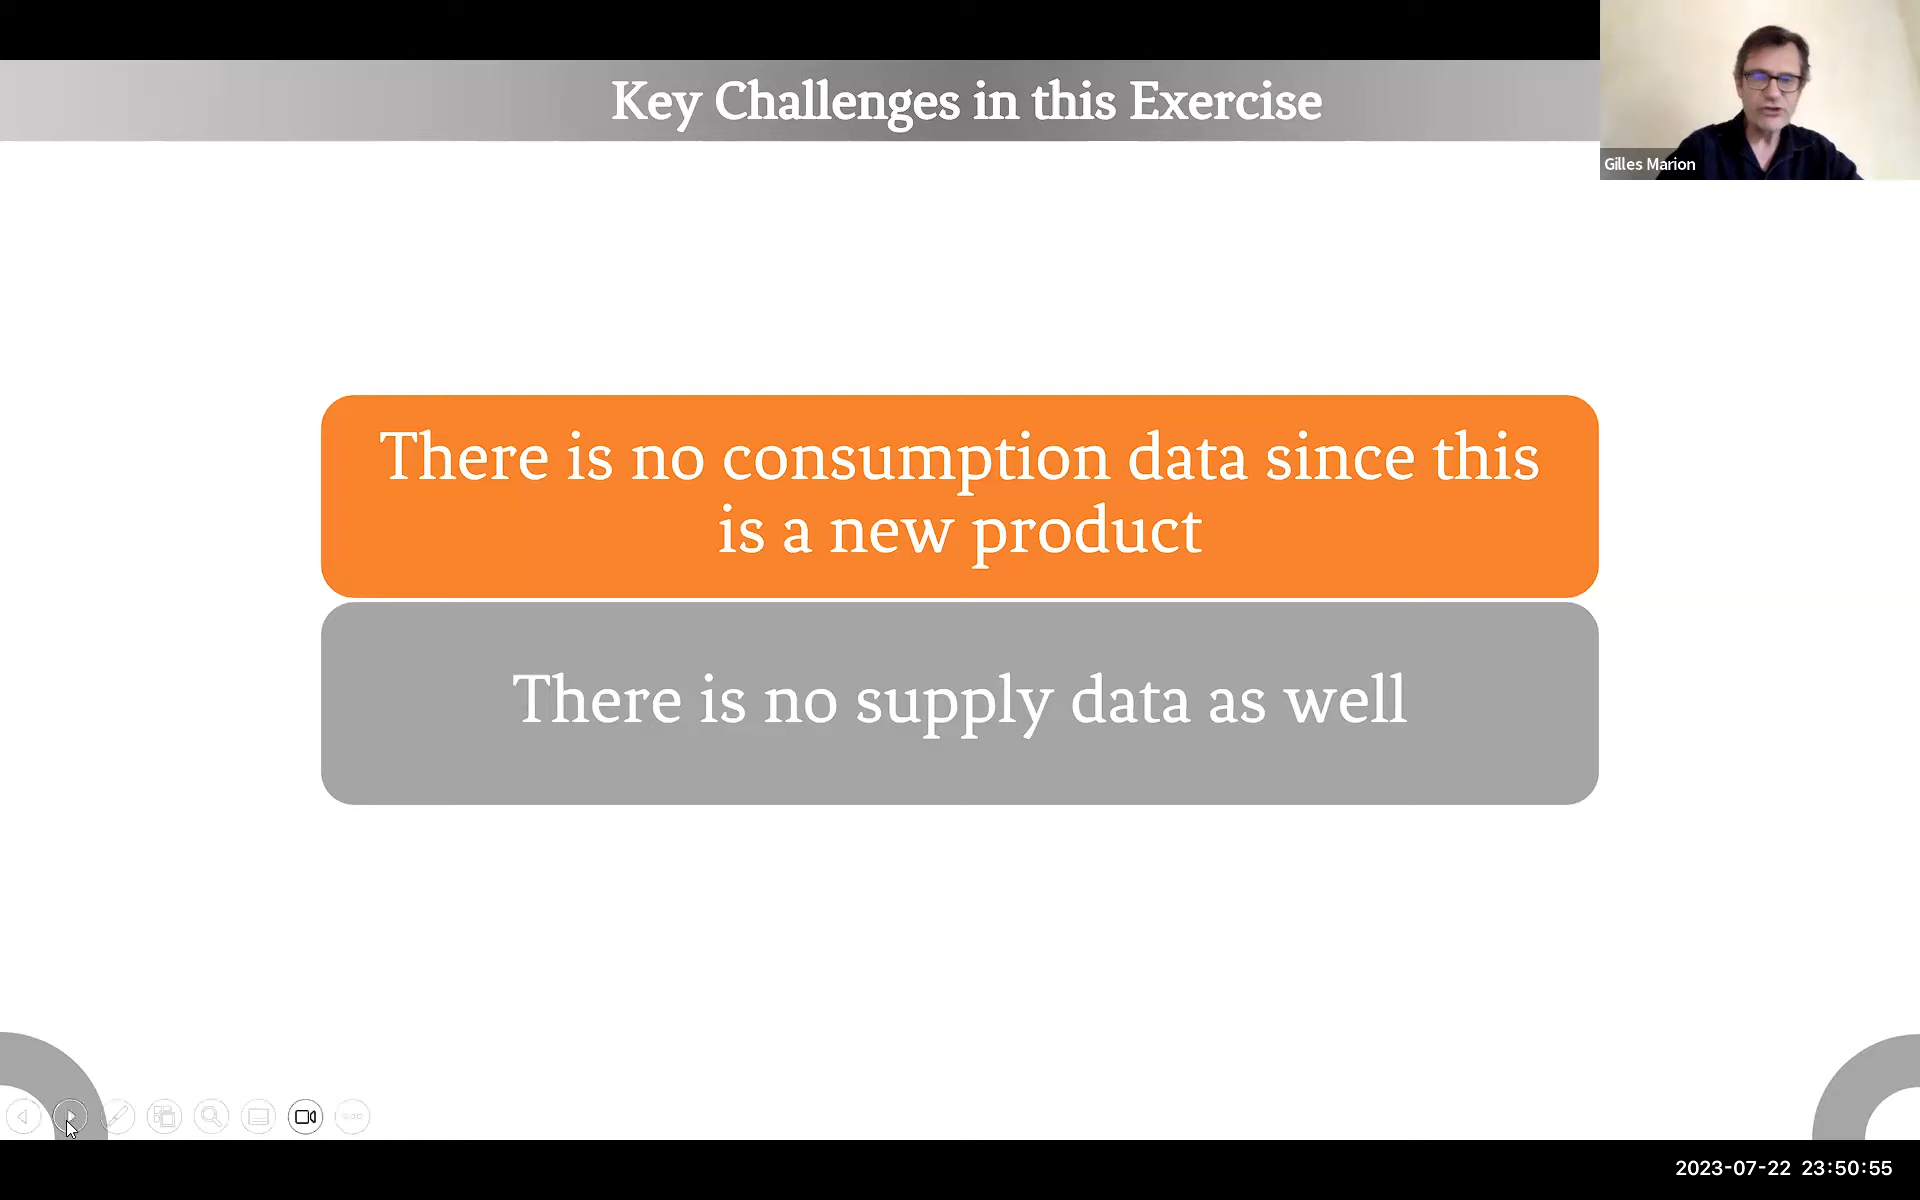 Key Challenges in this Exercise
Gilles Marion
There is no consumption data since this
is a new product
There is no supply data as well
2023-07-22 23:50:55